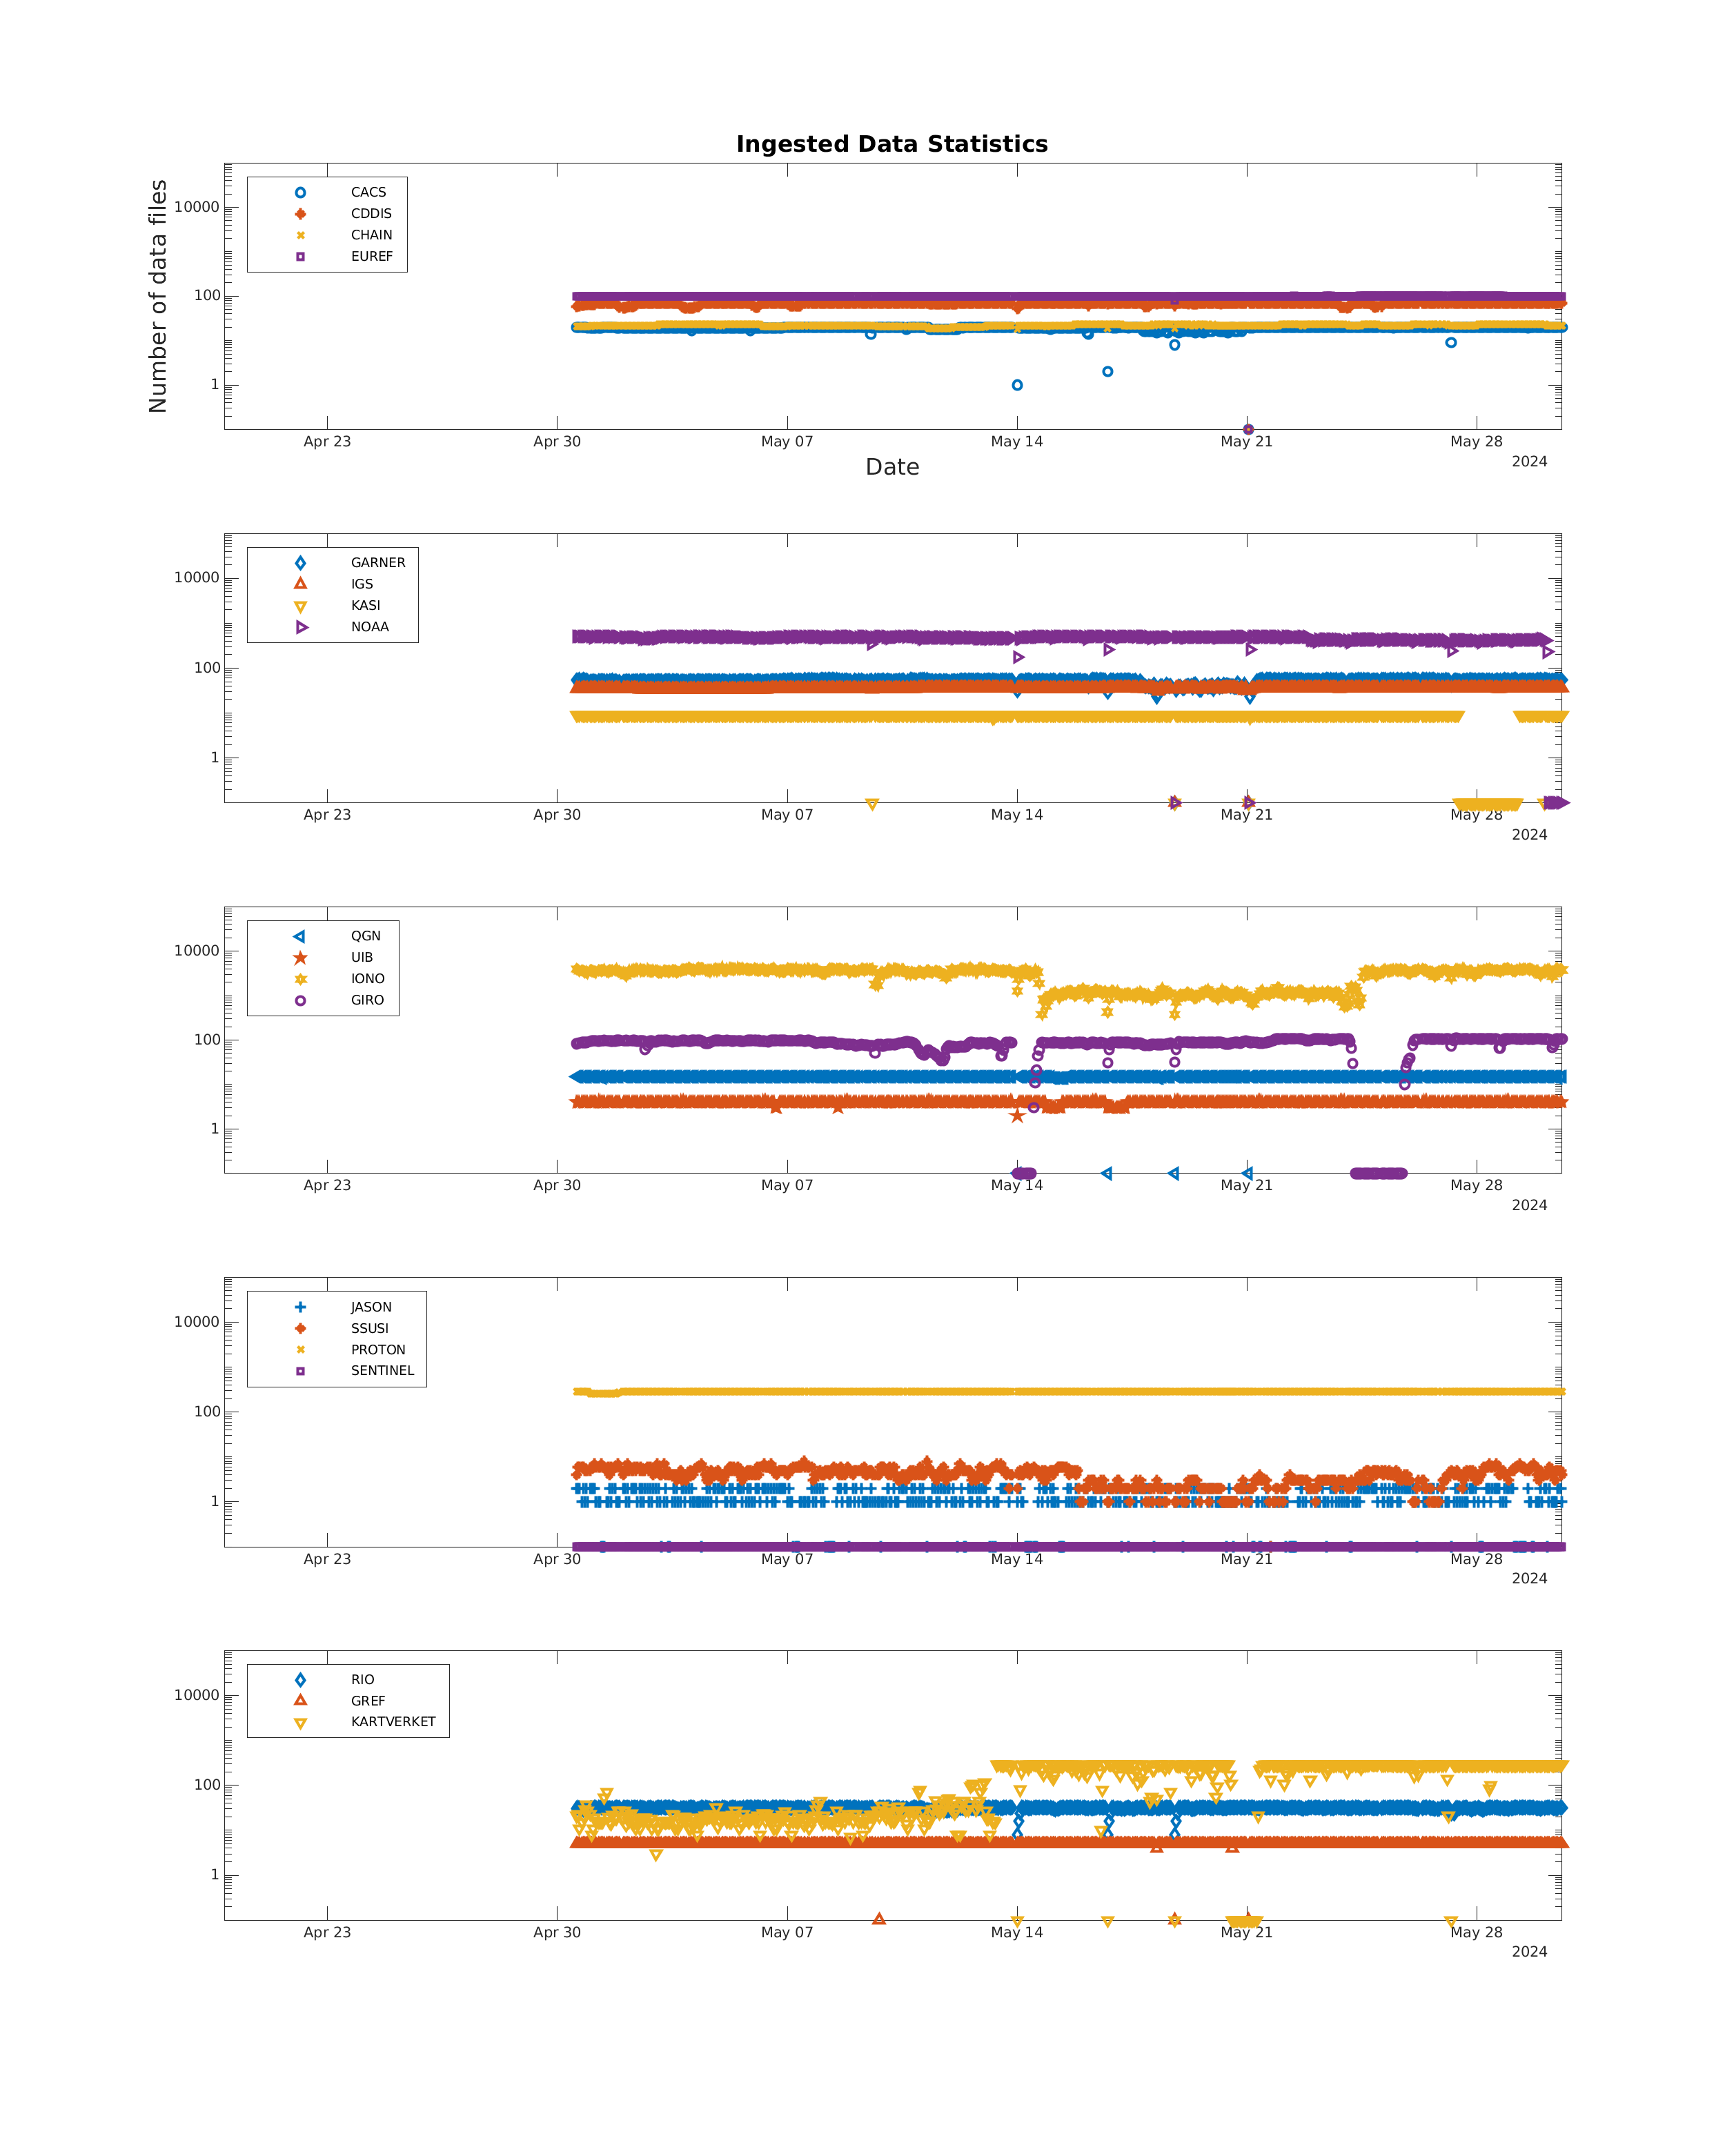 Ingested Data Statistics
Number of data files
CACS
CDDIS
CHAIN
EUREF
10000
100
1
Apr 23 Apr 30 May 07 May 14 May 21 May 28
2024
Date
GARNER
IGS
KASI
NOAA
10000
100
1
Apr 23 Apr 30 May 07 May 14 May 21 May 28
2024
QGN
UIB
IONO
GIRO
10000
100
1
Apr 23 Apr 30 May 07 May 14 May 21 May 28
2024
JASON
SSUSI
PROTON
SENTINEL
10000
100
1
Apr 23 Apr 30 May 07 May 14 May 21 May 28
2024
RIO
GREF
KARTVERKET
10000
100
1
Apr 23 Apr 30 May 07 May 14 May 21 May 28
2024